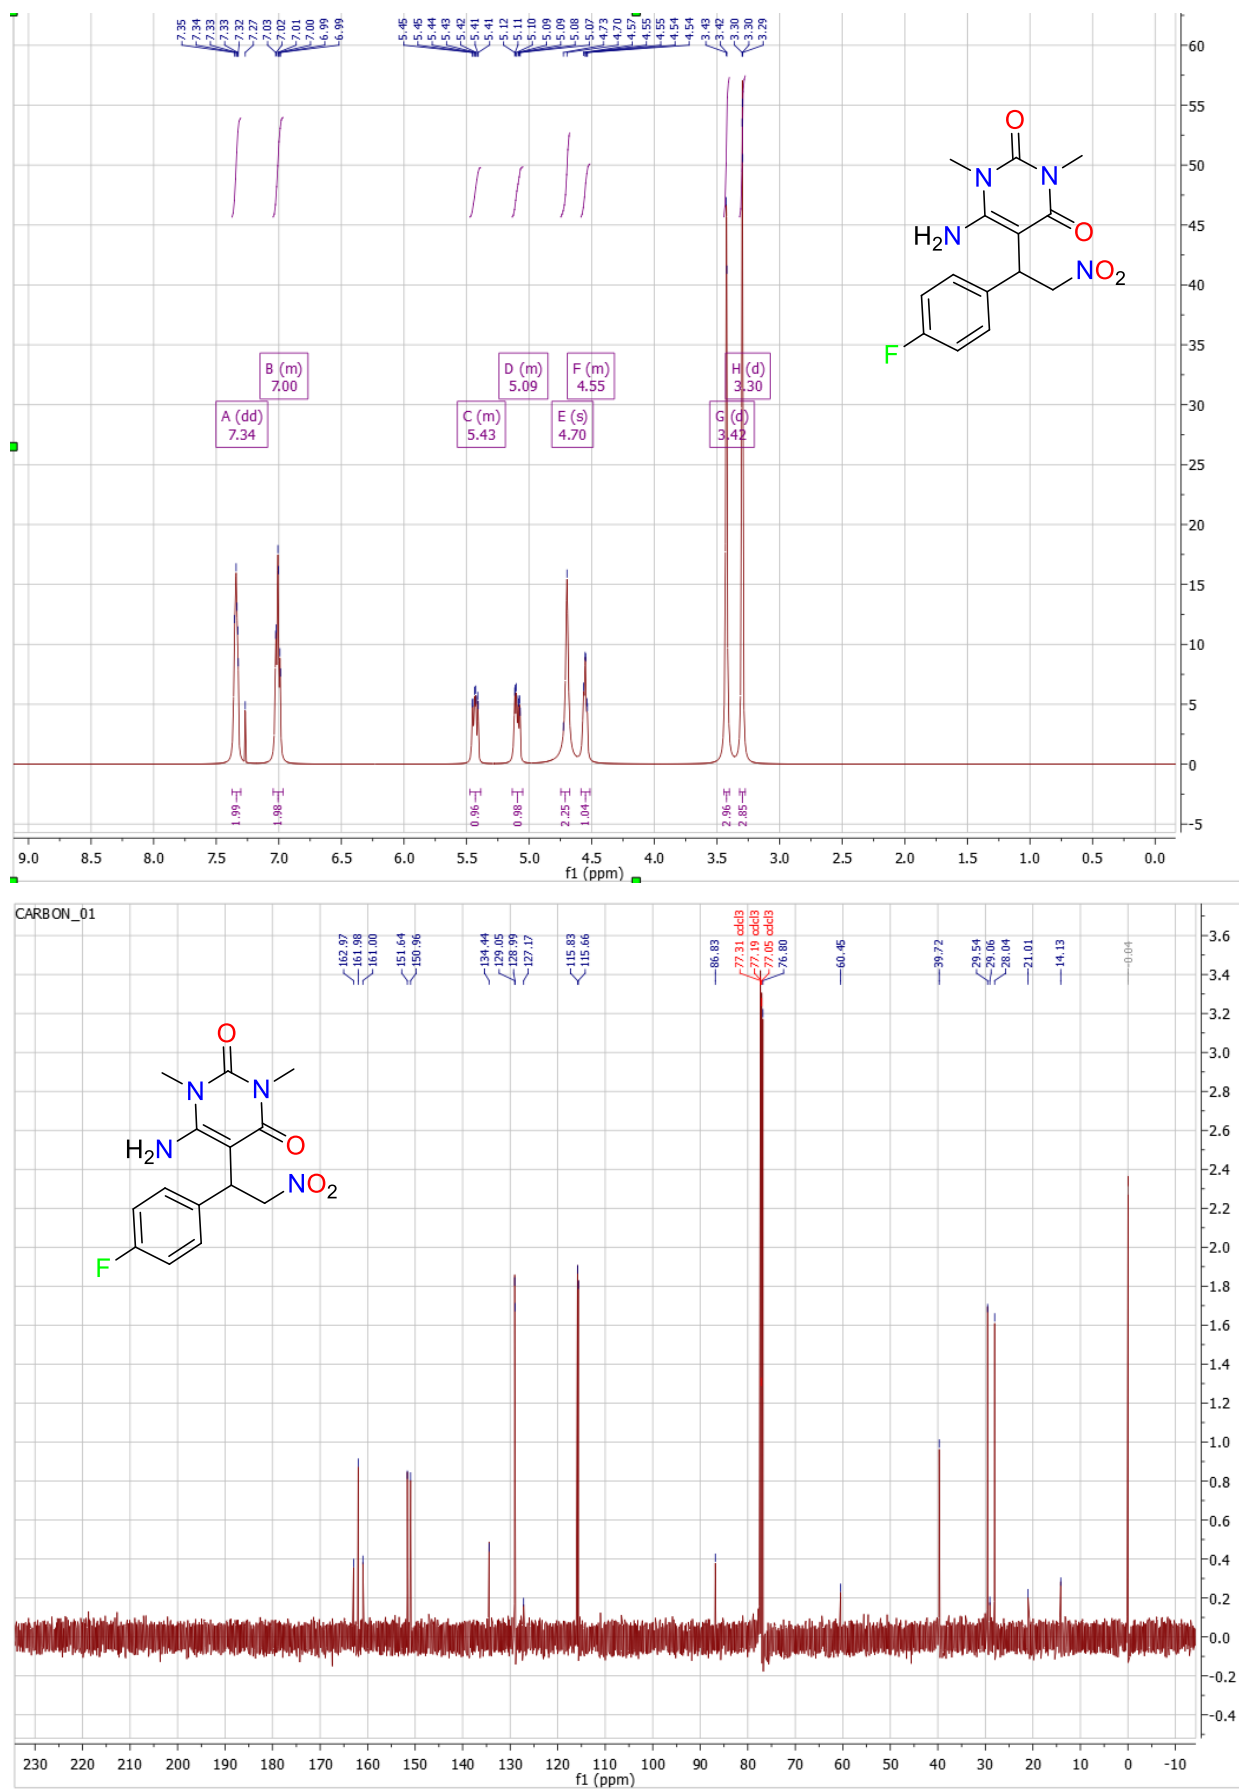 7.35 7.34 7.33 7.33 7.32 7.27 7.03 7.02 7.01 7.00 6.99 6.99 5.45 5.45 5.44 5.43 5.42 5.41 5.41 5.12 5.11 5.10 5.09 5.09 5.08 5.07 4.73 4.70 4.57 4.55 4.55 4.54 4.54 3.43 3.42 3.30 3.30 3.29
60
55
50
45
40
35
30
25
20
15
10
5
0
-5
O
N
N
H2N
O
NO2
F
B (m)
7.00
D (m)
5.09
F (m)
4.55
H (d)
3.30
A (dd)
7.34
C (m)
5.43
E (s)
4.70
G (d)
3.42
1.99 1.98 0.96 0.98 2.25 1.04 2.96 2.85
9.0 8.5 8.0 7.5 7.0 6.5 6.0 5.5 5.0 4.5 4.0 3.5 3.0 2.5 2.0 1.5 1.0 0.5 0.0
f1 (ppm)
CARBON_01
162.97 161.98 161.00 151.64 150.96 134.44 129.05 128.99 127.17 115.83 115.66 86.83 77.31 cdcl3 77.19 cdcl3 77.05 cdcl3 76.80 60.45 39.72 29.54 29.06 28.04 21.01 14.13 -0.04
3.6
3.4
3.2
3.0
2.8
2.6
2.4
2.2
2.0
1.8
1.6
1.4
1.2
1.0
0.8
0.6
0.4
0.2
0.0
-0.2
-0.4
O
N
N
H2N
O
NO2
F
230 220 210 200 190 180 170 160 150 140 130 120 110 100 90 80 70 60 50 40 30 20 10 0 -10
f1 (ppm)